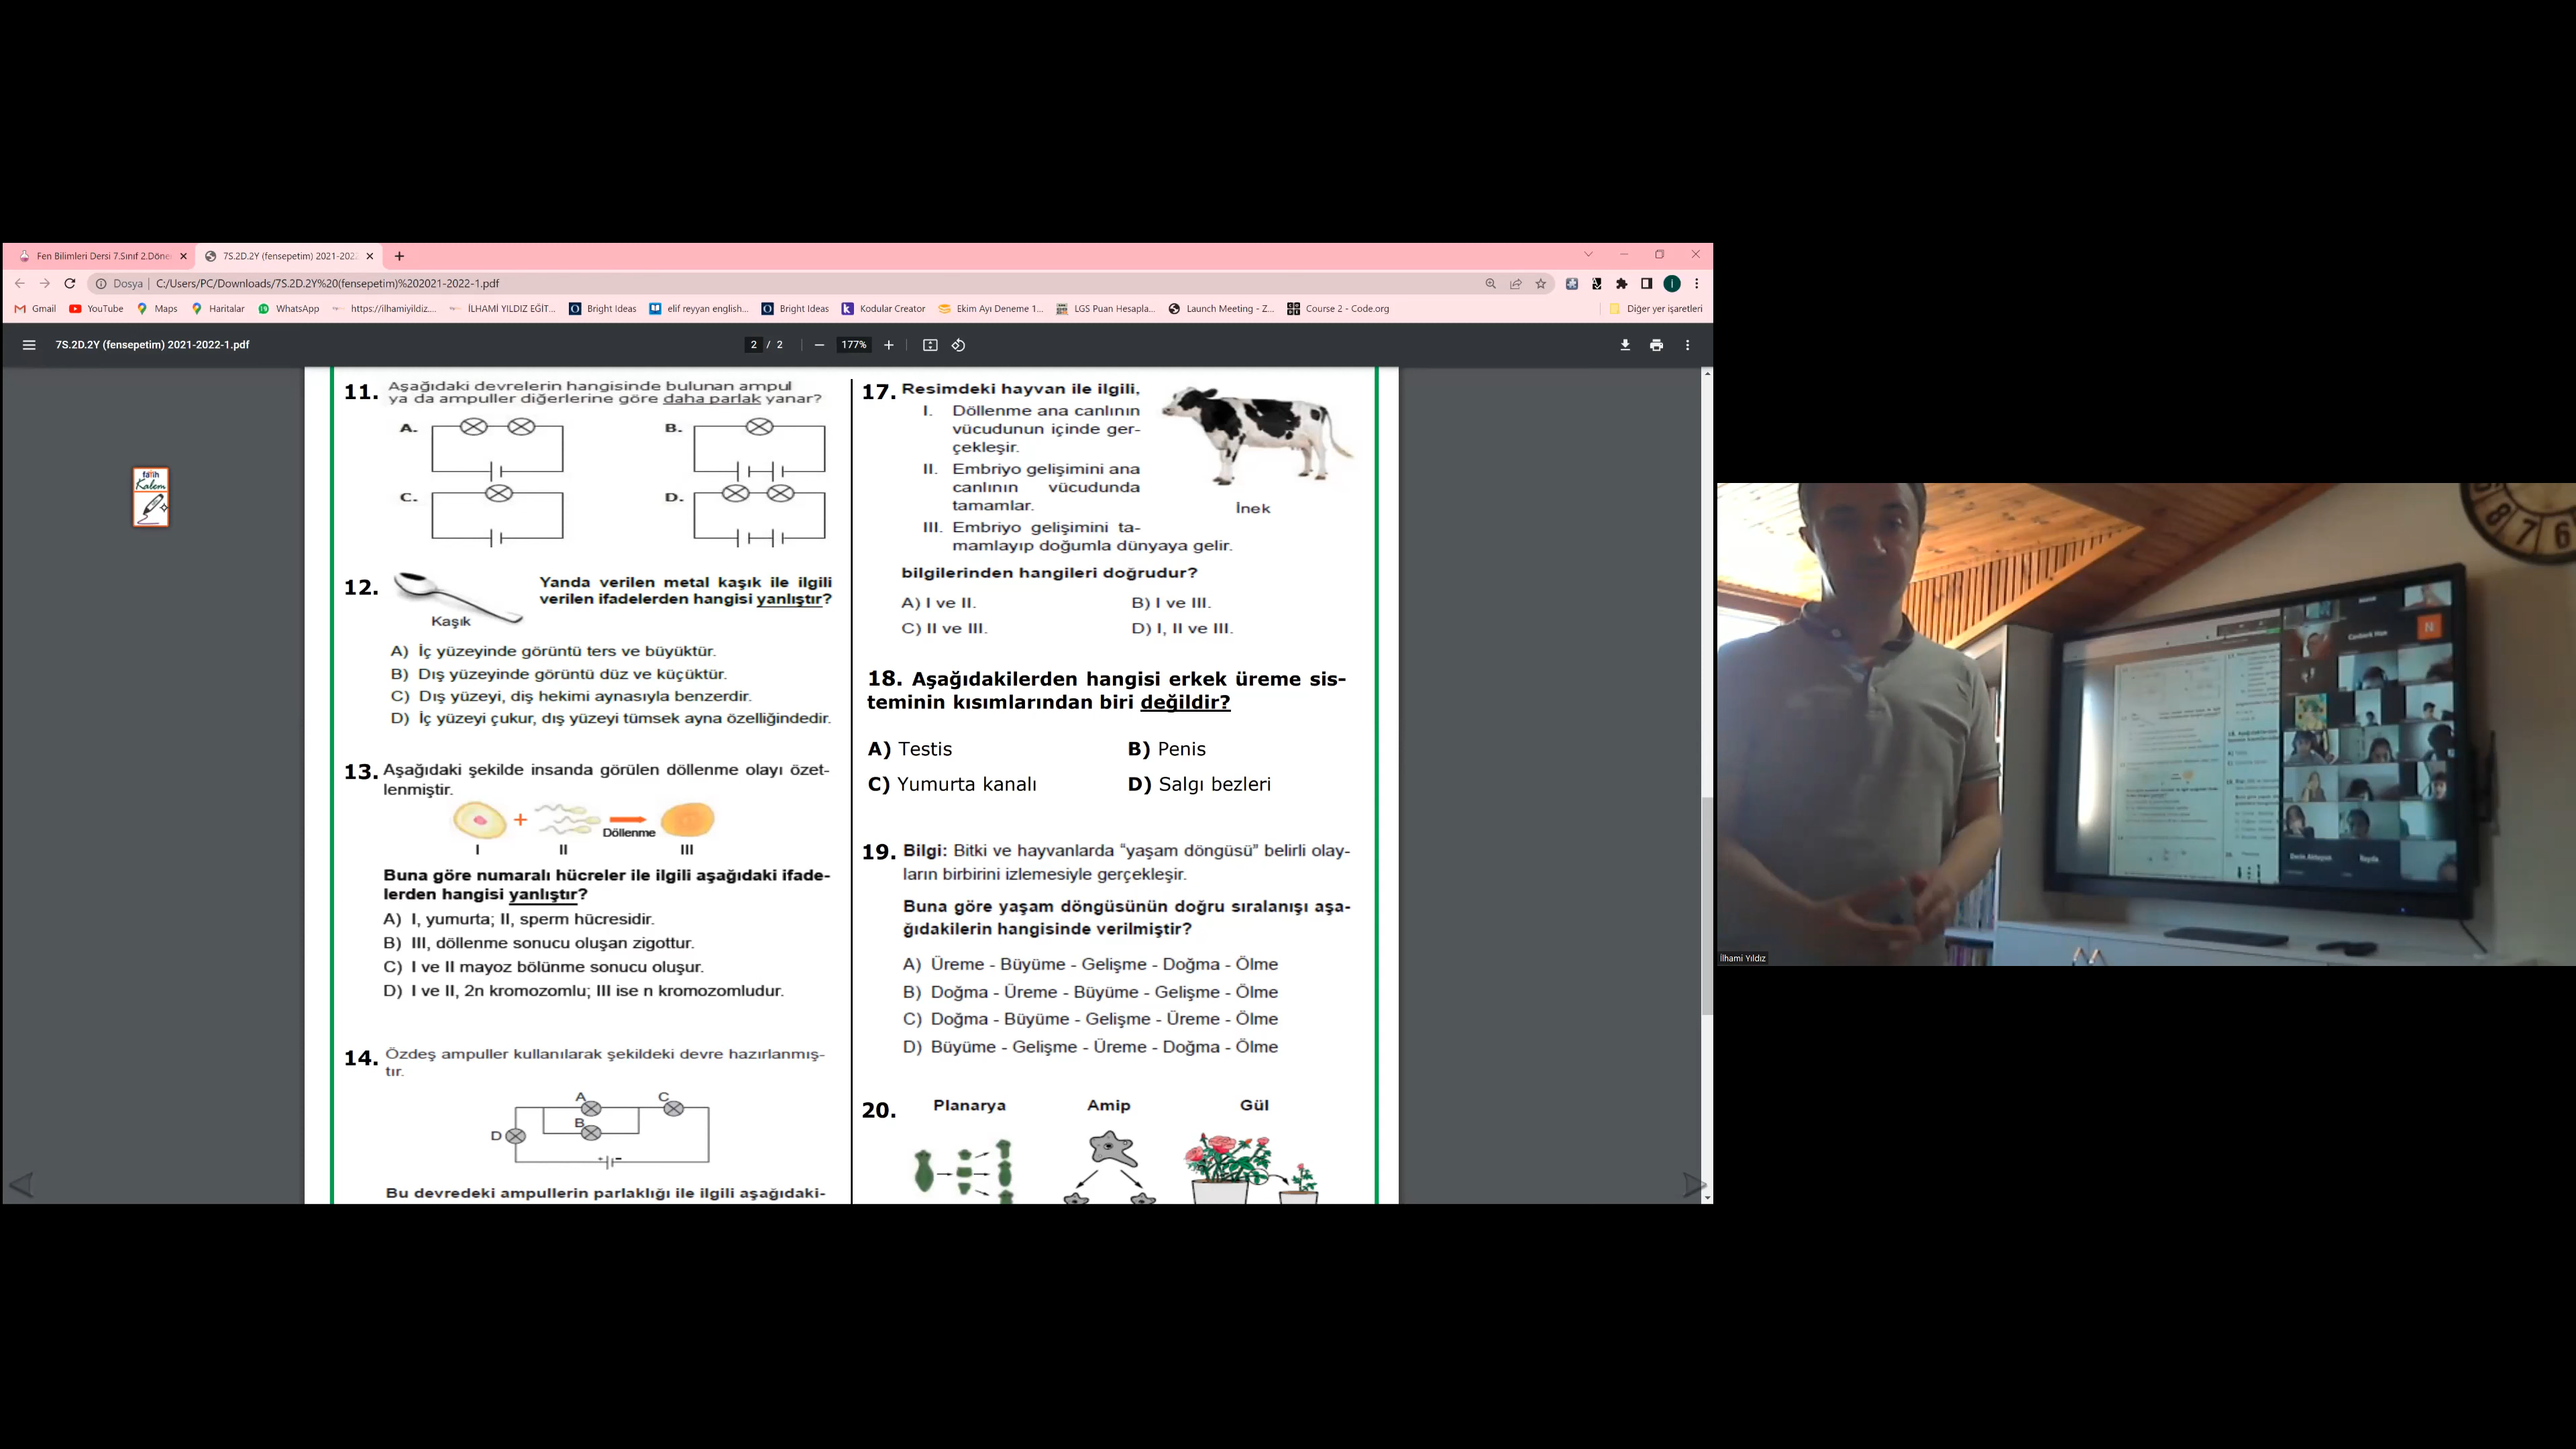 Fen Bilimleri Dersi 7.Sınıf 2.Döne
7S.2D.2Y (fensepetim) 2021-202
Dosya
C:/Users/PC/Downloads/7S.2D.2Y%20(fensepetim)%202021-2022-1.pdf
Gmail
YouTube
Maps
Haritalar
WhatsApp
https://ilhamiyildiz....
İLHAMİ YILDIZ EĞİT...
Bright Ideas
elif reyyan english...
Bright Ideas
Kodular Creator
Ekim Ayı Deneme 1...
LGS Puan Hesapla...
Launch Meeting - Z...
Course 2 - Code.org
Diğer yer işaretleri
7S.2D.2Y (fensepetim) 2021-2022-1.pdf
2 / 2
177%
fatih
Kalem
11. Aşağıdaki devrelerin hangisinde bulunan ampul
ya da ampuller diğerlerine göre daha parlak yanar?
A.
B.
C.
D.
12. Yanda verilen metal kaşık ile ilgili
verilen ifadelerden hangisi yanlıştır?
Kaşık
A) İç yüzeyinde görüntü ters ve büyüktür.
B) Dış yüzeyinde görüntü düz ve küçüktür.
C) Dış yüzeyi, diş hekimi aynasıyla benzerdir.
D) İç yüzeyi çukur, dış yüzeyi tümsek ayna özelliğindedir.
13. Aşağıdaki şekilde insanda görülen döllenme olayı özet-
lenmiştir.
+
Döllenme
I
II
III
Buna göre numaralı hücreler ile ilgili aşağıdaki ifade-
lerden hangisi yanlıştır?
A) I, yumurta; II, sperm hücresidir.
B) III, döllenme sonucu oluşan zigottur.
C) I ve II mayoz bölünme sonucu oluşur.
D) I ve II, 2n kromozomlu; III ise n kromozomludur.
14. Özdeş ampuller kullanılarak şekildeki devre hazırlanmış-
tır.
A
C
B
D
+ -
Bu devredeki ampullerin parlaklığı ile ilgili aşağıdaki-
17. Resimdeki hayvan ile ilgili,
I. Döllenme ana canlının
vücudunun içinde ger-
çekleşir.
II. Embriyo gelişimini ana
canlının vücudunda
tamamlar.
İnek
III. Embriyo gelişimini ta-
mamlayıp doğumla dünyaya gelir.
bilgilerinden hangileri doğrudur?
A) I ve II.
B) I ve III.
C) II ve III.
D) I, II ve III.
18. Aşağıdakilerden hangisi erkek üreme sis-
teminin kısımlarından biri değildir?
A) Testis
B) Penis
C) Yumurta kanalı
D) Salgı bezleri
19. Bilgi: Bitki ve hayvanlarda “yaşam döngüsü” belirli olay-
ların birbirini izlemesiyle gerçekleşir.
Buna göre yaşam döngüsünün doğru sıralanışı aşa-
ğıdakilerin hangisinde verilmiştir?
A) Üreme - Büyüme - Gelişme - Doğma - Ölme
B) Doğma - Üreme - Büyüme - Gelişme - Ölme
C) Doğma - Büyüme - Gelişme - Üreme - Ölme
D) Büyüme - Gelişme - Üreme - Doğma - Ölme
20. Planarya
Amip
Gül
8 7 6
N
İlhami Yıldız